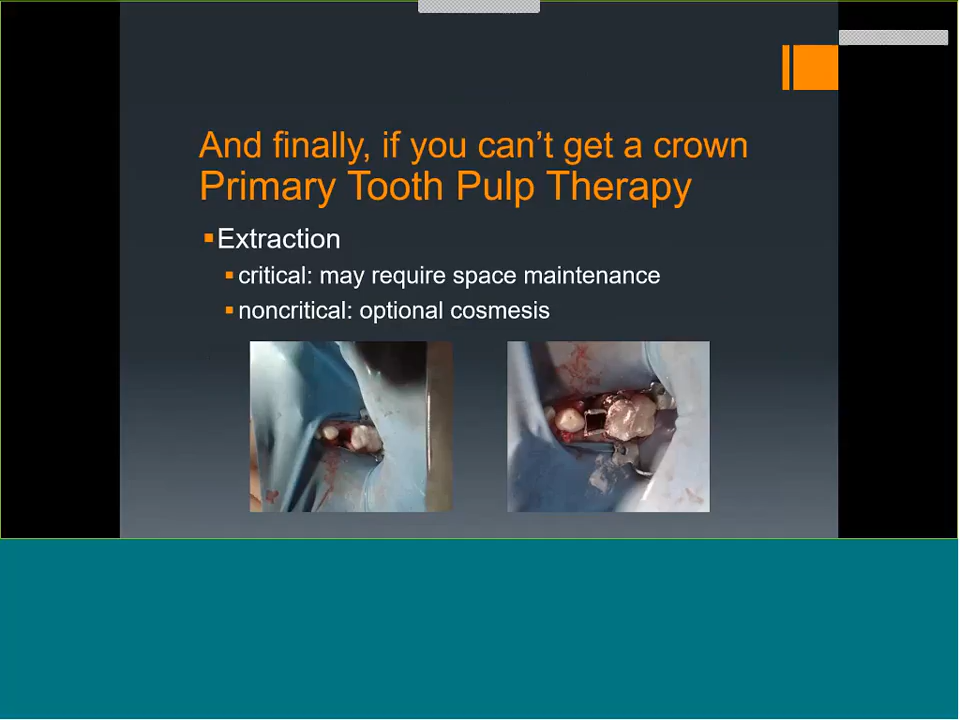 And finally, if you can't get a crown
Primary Tooth Pulp Therapy
Extraction
critical: may require space maintenance
noncritical: optional cosmesis